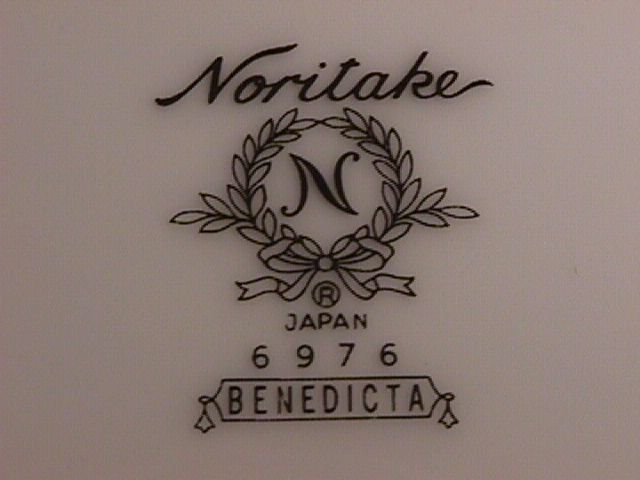 Noritake
N
®
JAPAN
6976
BENEDICTA